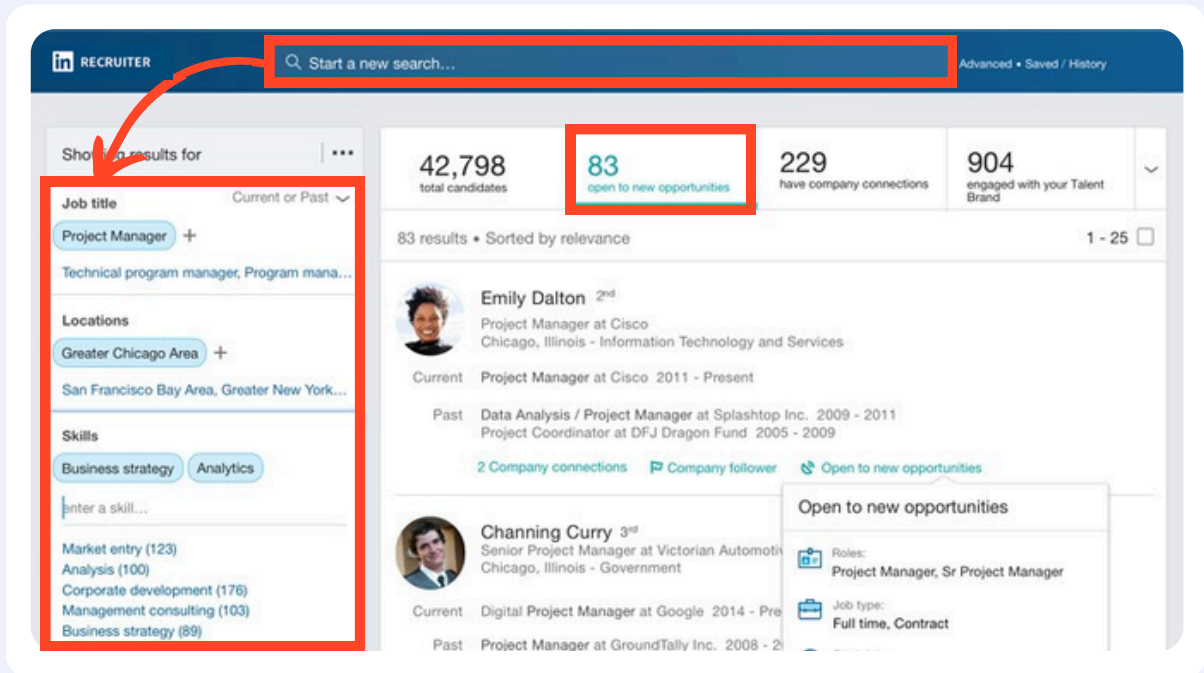 in RECRUITER
Start a new search...
Advanced • Saved / History
Showing results for
Current or Past
Job title
Project Manager +
Technical program manager, Program mana...
Locations
Greater Chicago Area +
San Francisco Bay Area, Greater New York...
Skills
Business strategy Analytics
enter a skill...
Market entry (123)
Analysis (100)
Corporate development (176)
Management consulting (103)
Business strategy (89)
42,798
total candidates
83
open to new opportunities
229
have company connections
904
engaged with your Talent
Brand
83 results • Sorted by relevance
1 - 25
Emily Dalton 2nd
Project Manager at Cisco
Chicago, Illinois - Information Technology and Services
Current Project Manager at Cisco 2011 - Present
Past Data Analysis / Project Manager at Splashtop Inc. 2009 - 2011
Project Coordinator at DFJ Dragon Fund 2005 - 2009
2 Company connections Company follower Open to new opportunities
Channing Curry 3rd
Senior Project Manager at Victorian Automoti
Chicago, Illinois - Government
Current Digital Project Manager at Google 2014 - Pre
Past Project Manager at GroundTally Inc. 2008 - 2
Open to new opportunities
Roles:
Project Manager, Sr Project Manager
Job type:
Full time, Contract